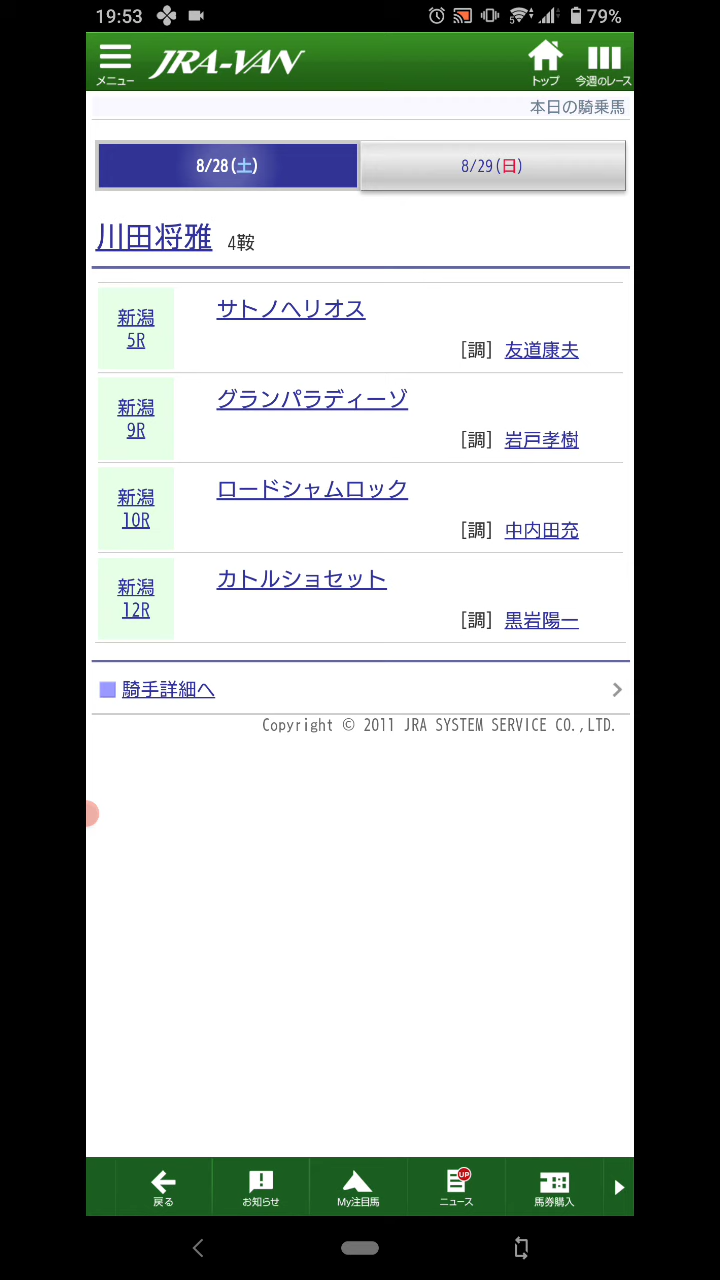 19:53 5 79%
メニュー JRA-VAN トップ 今週のレース
本日の騎乗馬
8/28(土) 8/29(日)
川田将雅 4鞍
新潟 5R サトノヘリオス
[調] 友道康夫
新潟 9R グランパラディーゾ
[調] 岩戸孝樹
新潟 10R ロードシャムロック
[調] 中内田充
新潟 12R カトルショセット
[調] 黒岩陽一
騎手詳細へ
Copyright © 2011 JRA SYSTEM SERVICE CO.,LTD.
UP
戻る お知らせ My注目馬 ニュース 馬券購入